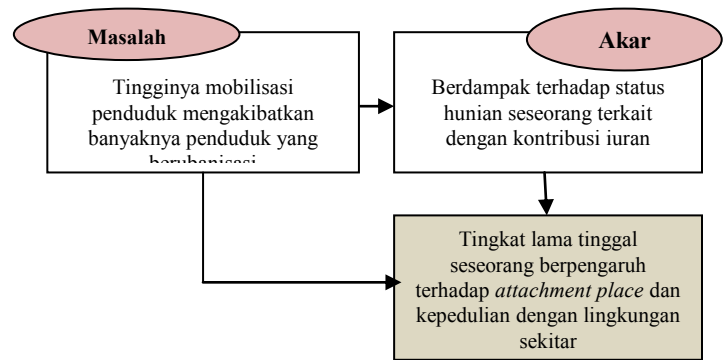 Masalah
Tingginya mobilisasi
penduduk mengakibatkan
banyaknya penduduk yang
berubanisasi
Akar
Berdampak terhadap status
hunian seseorang terkait
dengan kontribusi iuran
Tingkat lama tinggal
seseorang berpengaruh
terhadap attachment place dan
kepedulian dengan lingkungan
sekitar